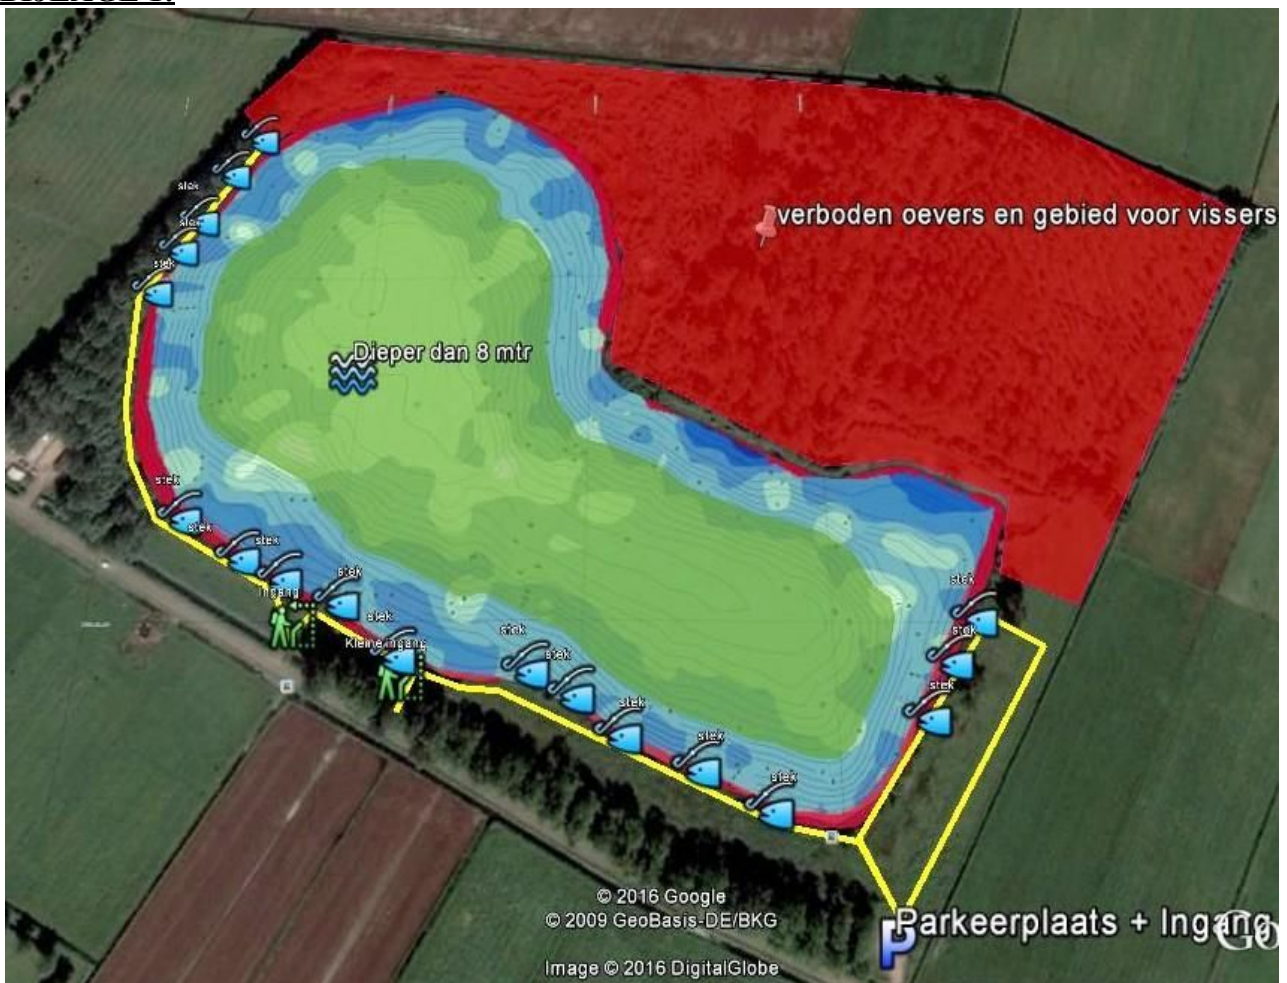 stek
stek
stek
verboden oevers en gebied voor vissers
Dieper dan 8 mtr
stek
stek
stek
stek
stek
Ingang
stek
stek
Kleine ingang
stek
stek
stek
stek
stek
stek
stek
© 2016 Google
© 2009 GeoBasis-DE/BKG
Parkeerplaats + Ingang
Go
Image © 2016 DigitalGlobe